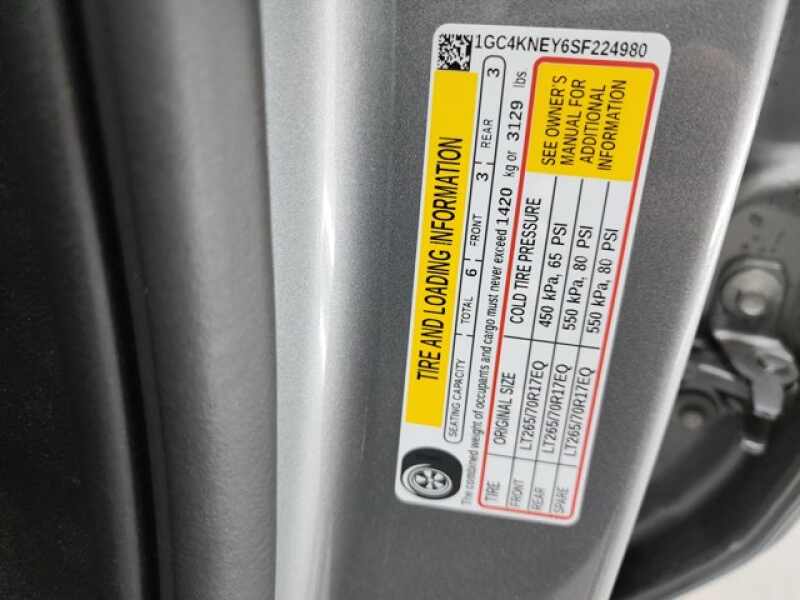 1GC4KNEY6SF224980
TIRE AND LOADING INFORMATION
SEATING CAPACITY TOTAL 6 FRONT 3 REAR 3
The combined weight of occupants and cargo must never exceed 1420 kg or 3129 lbs
TIRE ORIGINAL SIZE COLD TIRE PRESSURE
FRONT LT265/70R17EQ 450 kPa, 65 PSI
REAR LT265/70R17EQ 550 kPa, 80 PSI
SPARE LT265/70R17EQ 550 kPa, 80 PSI
SEE OWNER'S
MANUAL FOR
ADDITIONAL
INFORMATION